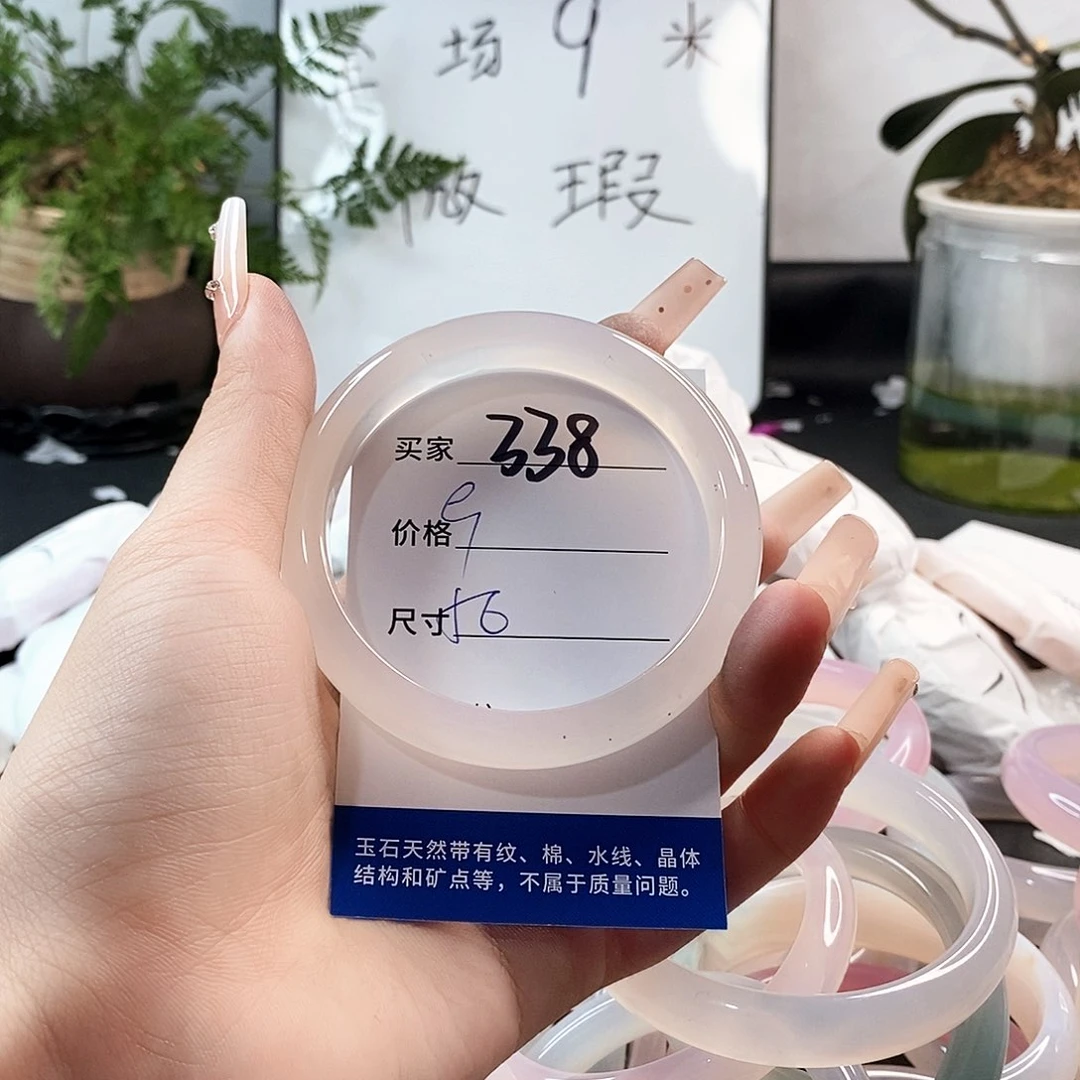 全场9米
微瑕
买家 338
价格 9
尺寸 56
玉石天然带有纹、棉、水线、晶体
结构和矿点等，不属于质量问题。